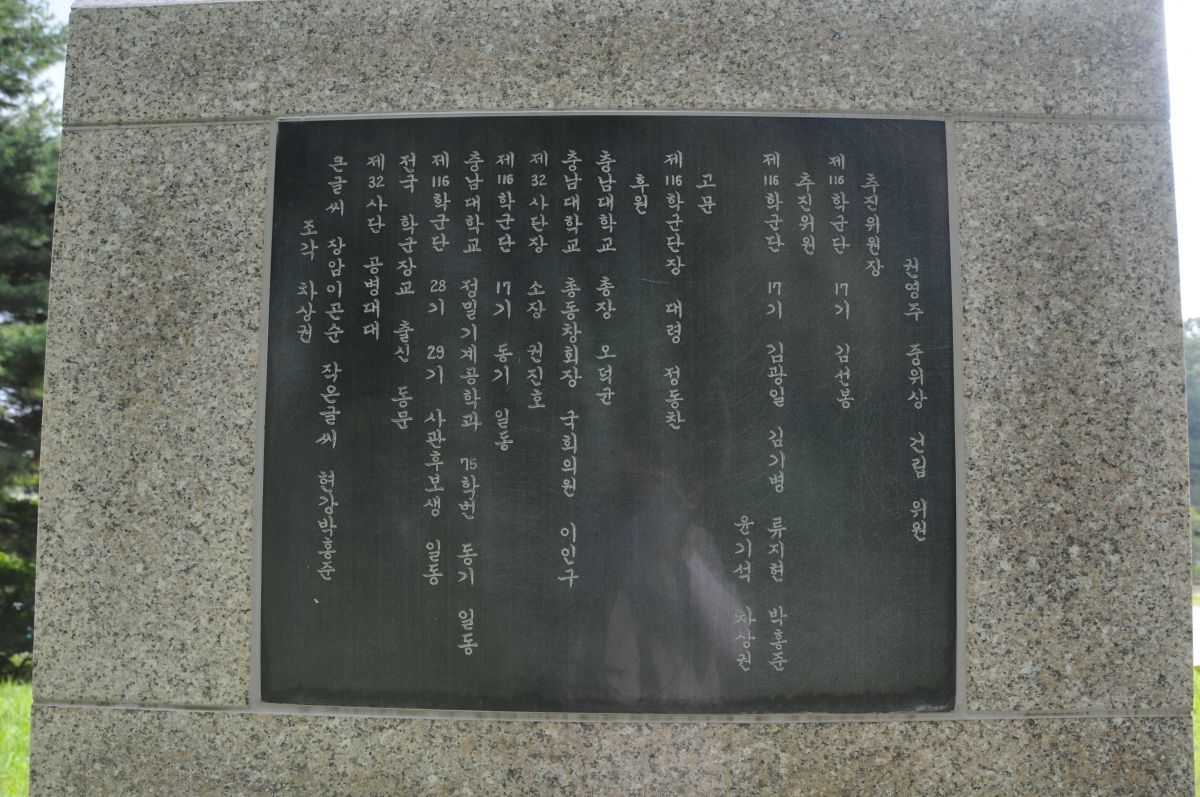 권영주 중위상 건립 위원
추진위원장
제116학군단 17기 김선봉
추진위원
제116학군단 17기 김광일 김기병 류지현 박홍준
윤기석 차상권
고문
제116학군단장 대령 정동찬
후원
충남대학교 총장 오덕균
충남대학교 총동창회장 국회의원 이인구
제32사단장 소장 권진호
제116학군단 17기 동기 일동
충남대학교 정밀기계공학과 75학번 동기 일동
제116학군단 28기 29기 사관후보생 일동
전국 학군장교 출신 동문
제32사단 공병대대
큰글씨 장암이곤순 작은글씨 현강박홍준
조각 차상권